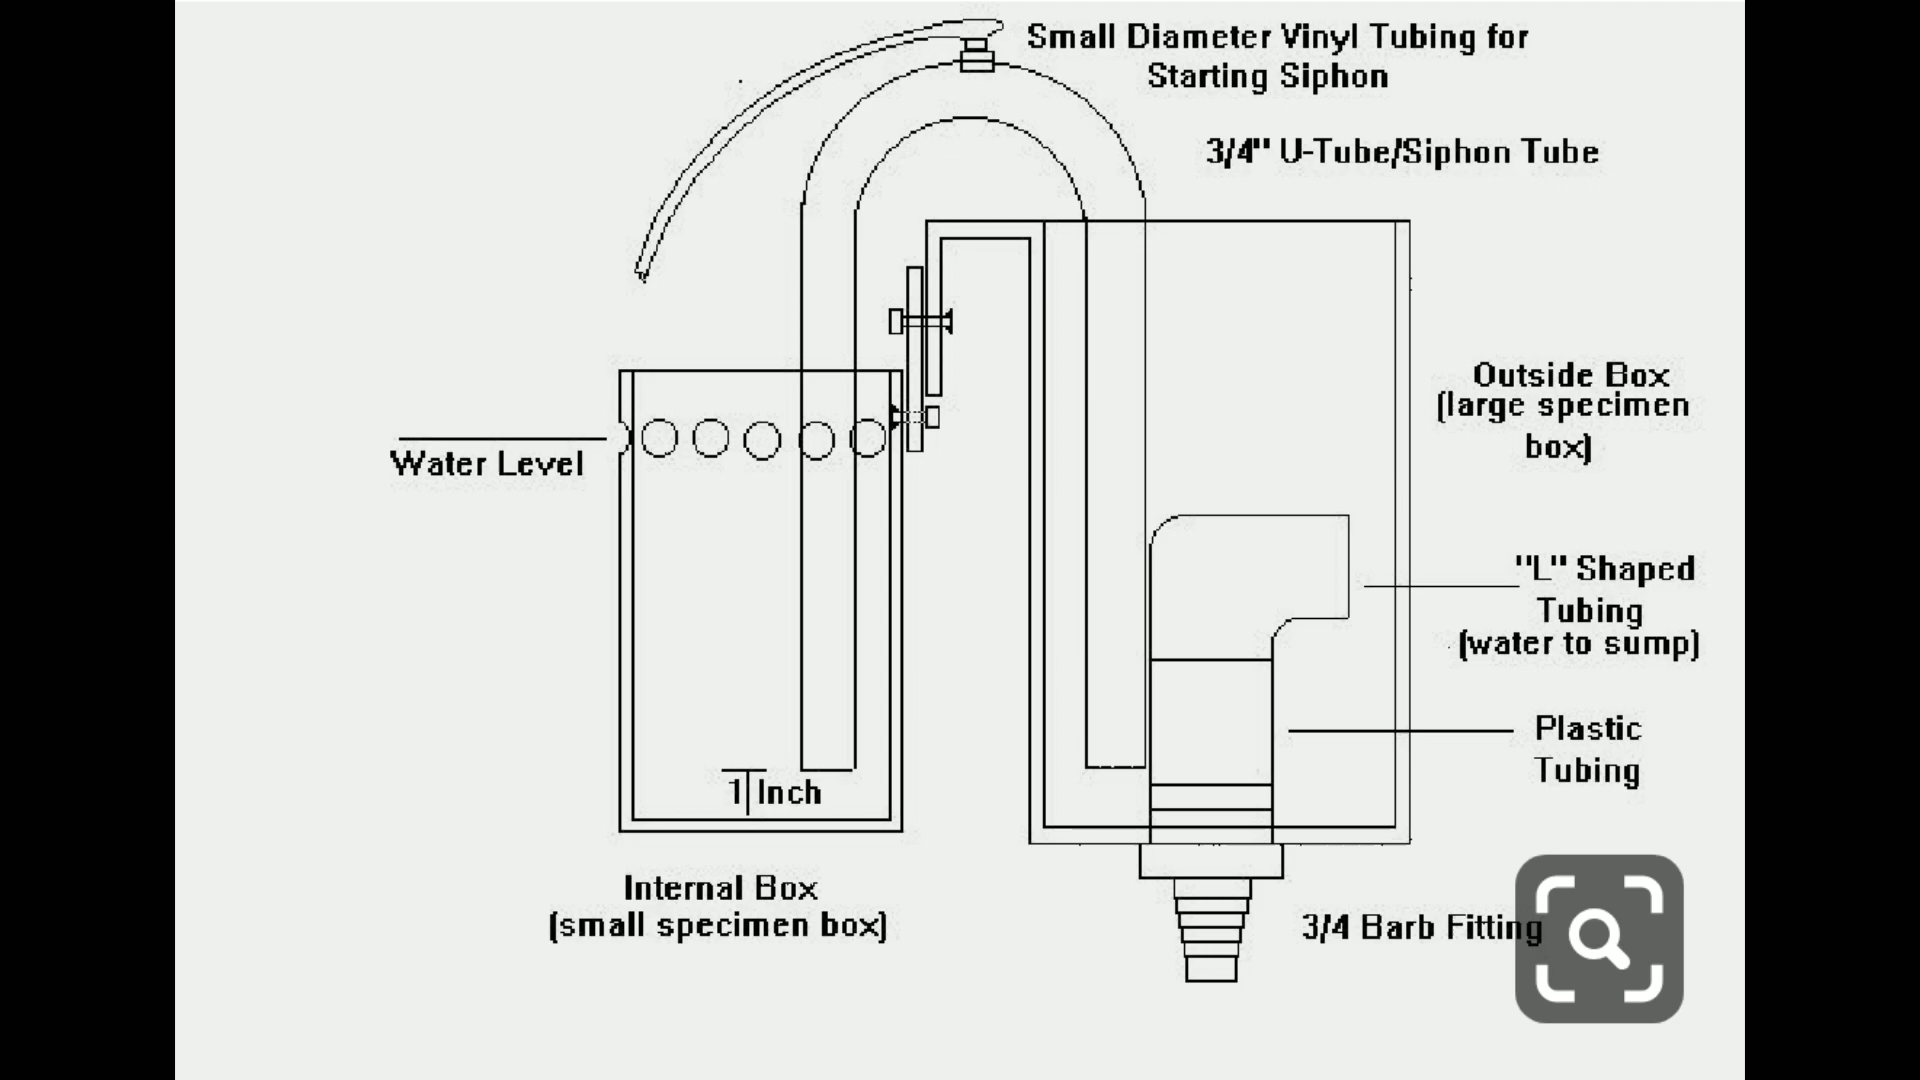 Small Diameter Vinyl Tubing for
Starting Siphon
3/4" U-Tube/Siphon Tube
Outside Box
(large specimen
box)
Water Level
"L" Shaped
Tubing
(water to sump)
Plastic
Tubing
1 Inch
Internal Box
(small specimen box)
3/4 Barb Fitting